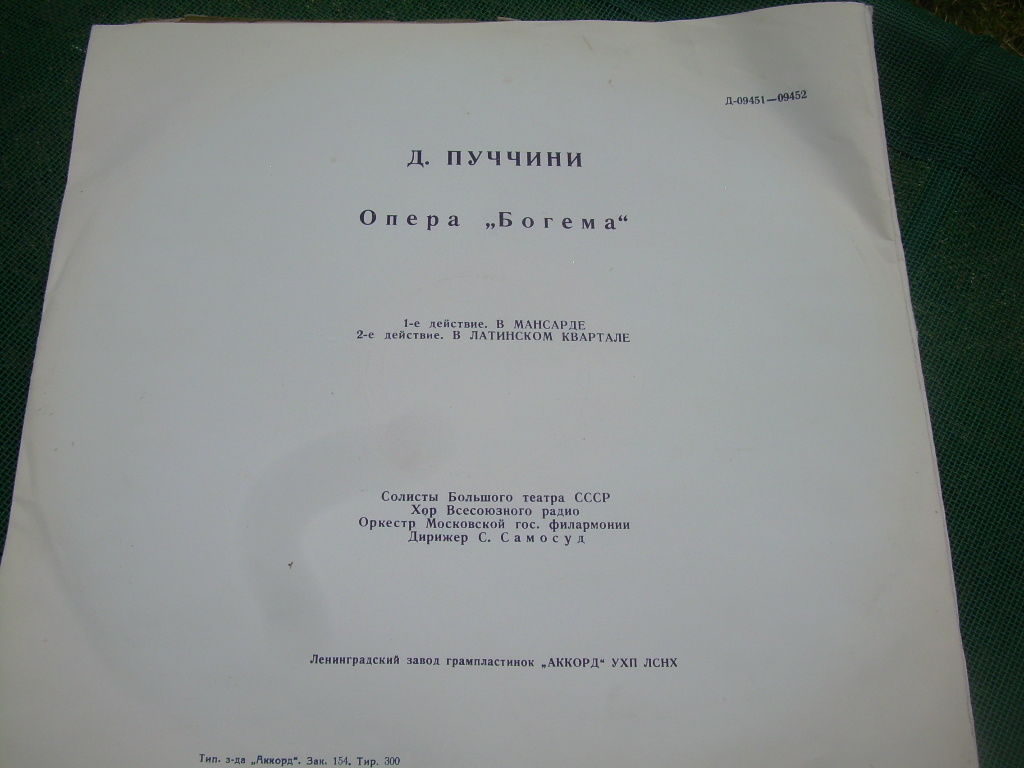 Д-09451—09452
Д. ПУЧЧИНИ
Опера „Богема“
1-е действие. В МАНСАРДЕ
2-е действие. В ЛАТИНСКОМ КВАРТАЛЕ
Солисты Большого театра СССР
Хор Всесоюзного радио
Оркестр Московской гос. филармонии
Дирижер С. Самосуд
Ленинградский завод грампластинок „АККОРД“ УХП ЛСНХ
Тип. з-да „Аккорд“. Зак. 154. Тир. 300